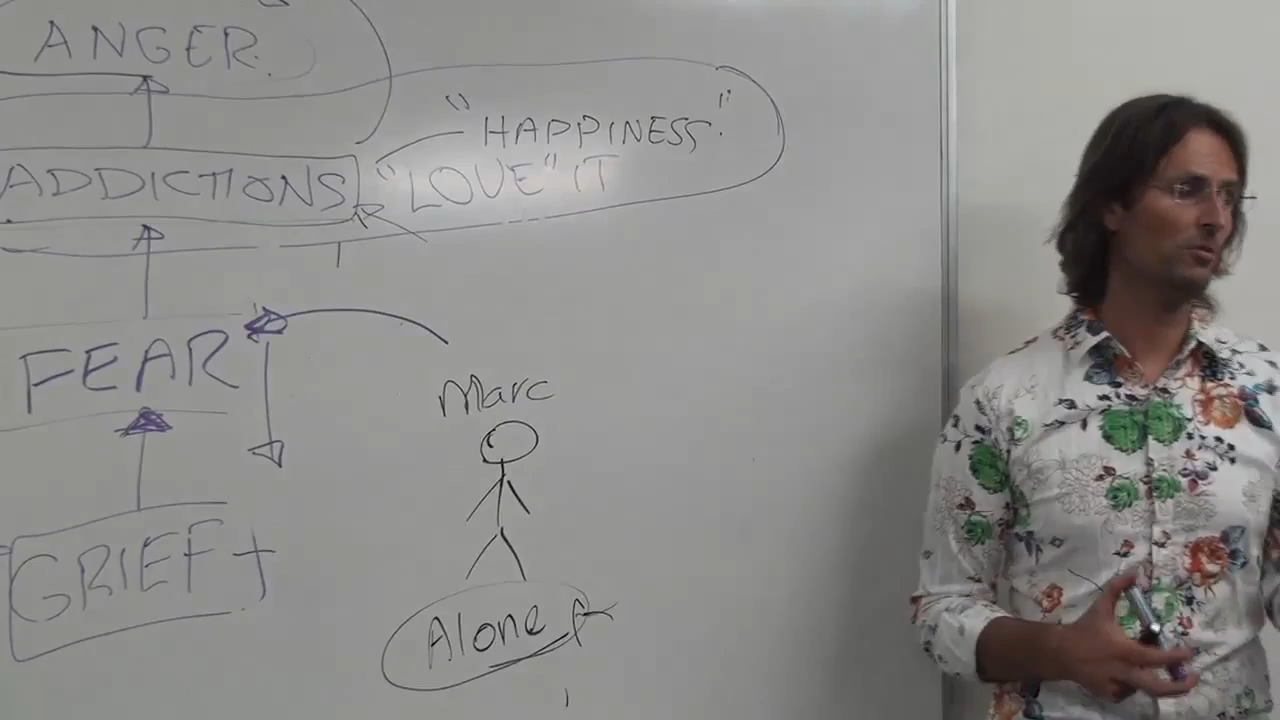 ANGER.
"HAPPINESS."
ADDICTIONS
"LOVE" IT
FEAR
Marc
GRIEF +
Alone